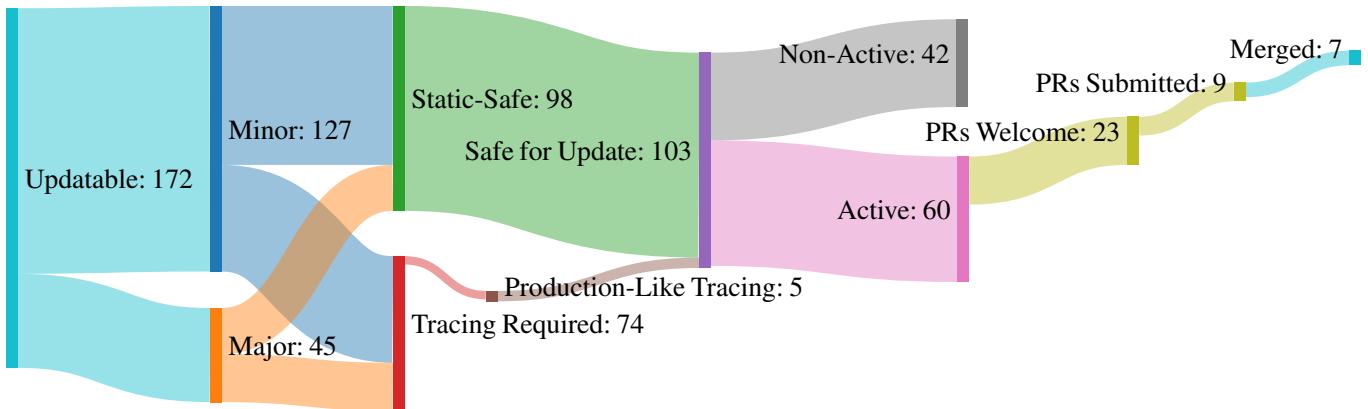 Updatable: 172
Minor: 127
Major: 45
Static-Safe: 98
Tracing Required: 74
Production-Like Tracing: 5
Safe for Update: 103
Non-Active: 42
Active: 60
PRs Welcome: 23
PRs Submitted: 9
Merged: 7